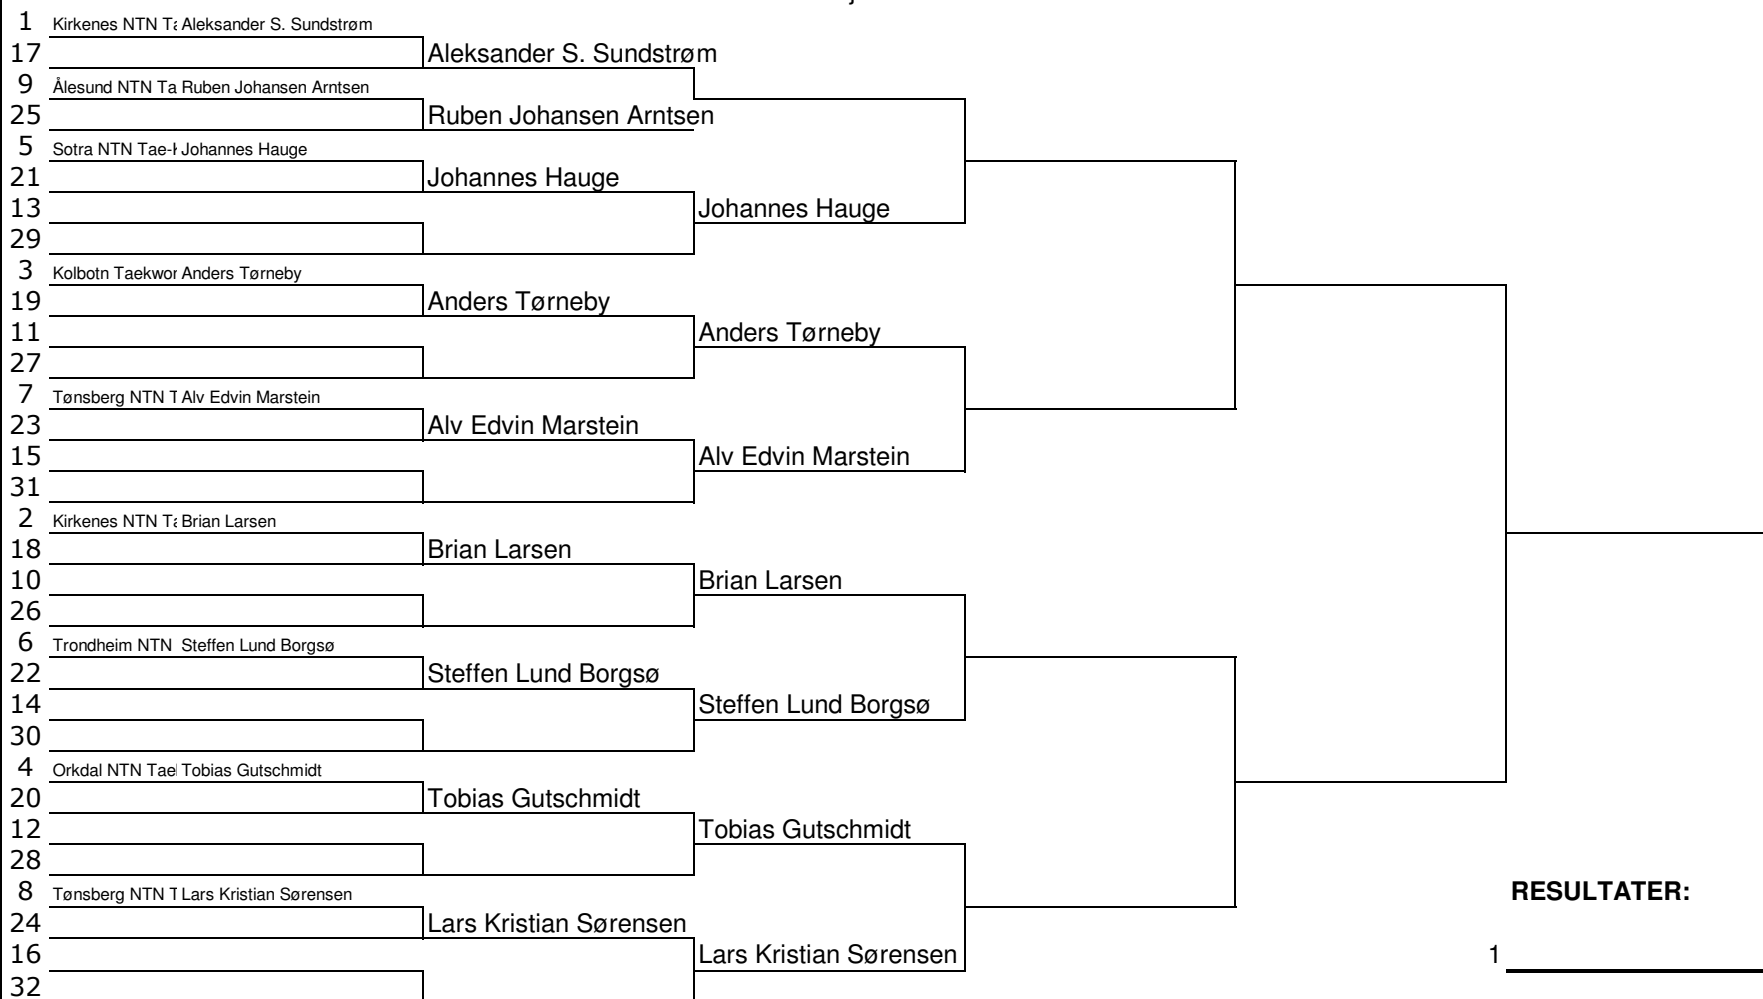 1 Kirkenes NTN Ta Aleksander S. Sundstrøm
17 Aleksander S. Sundstrøm
9 Ålesund NTN Ta Ruben Johansen Arntsen
25 Ruben Johansen Arntsen
5 Sotra NTN Tae-K Johannes Hauge
21 Johannes Hauge
13 Johannes Hauge
29
3 Kolbotn Taekwon Anders Tørneby
19 Anders Tørneby
11 Anders Tørneby
27
7 Tønsberg NTN T Alv Edvin Marstein
23 Alv Edvin Marstein
15 Alv Edvin Marstein
31
2 Kirkenes NTN Ta Brian Larsen
18 Brian Larsen
10 Brian Larsen
26
6 Trondheim NTN Steffen Lund Borgsø
22 Steffen Lund Borgsø
14 Steffen Lund Borgsø
30
4 Orkdal NTN Tae Tobias Gutschmidt
20 Tobias Gutschmidt
12 Tobias Gutschmidt
28
8 Tønsberg NTN T Lars Kristian Sørensen
RESULTATER:
24 Lars Kristian Sørensen
16 Lars Kristian Sørensen
1
32